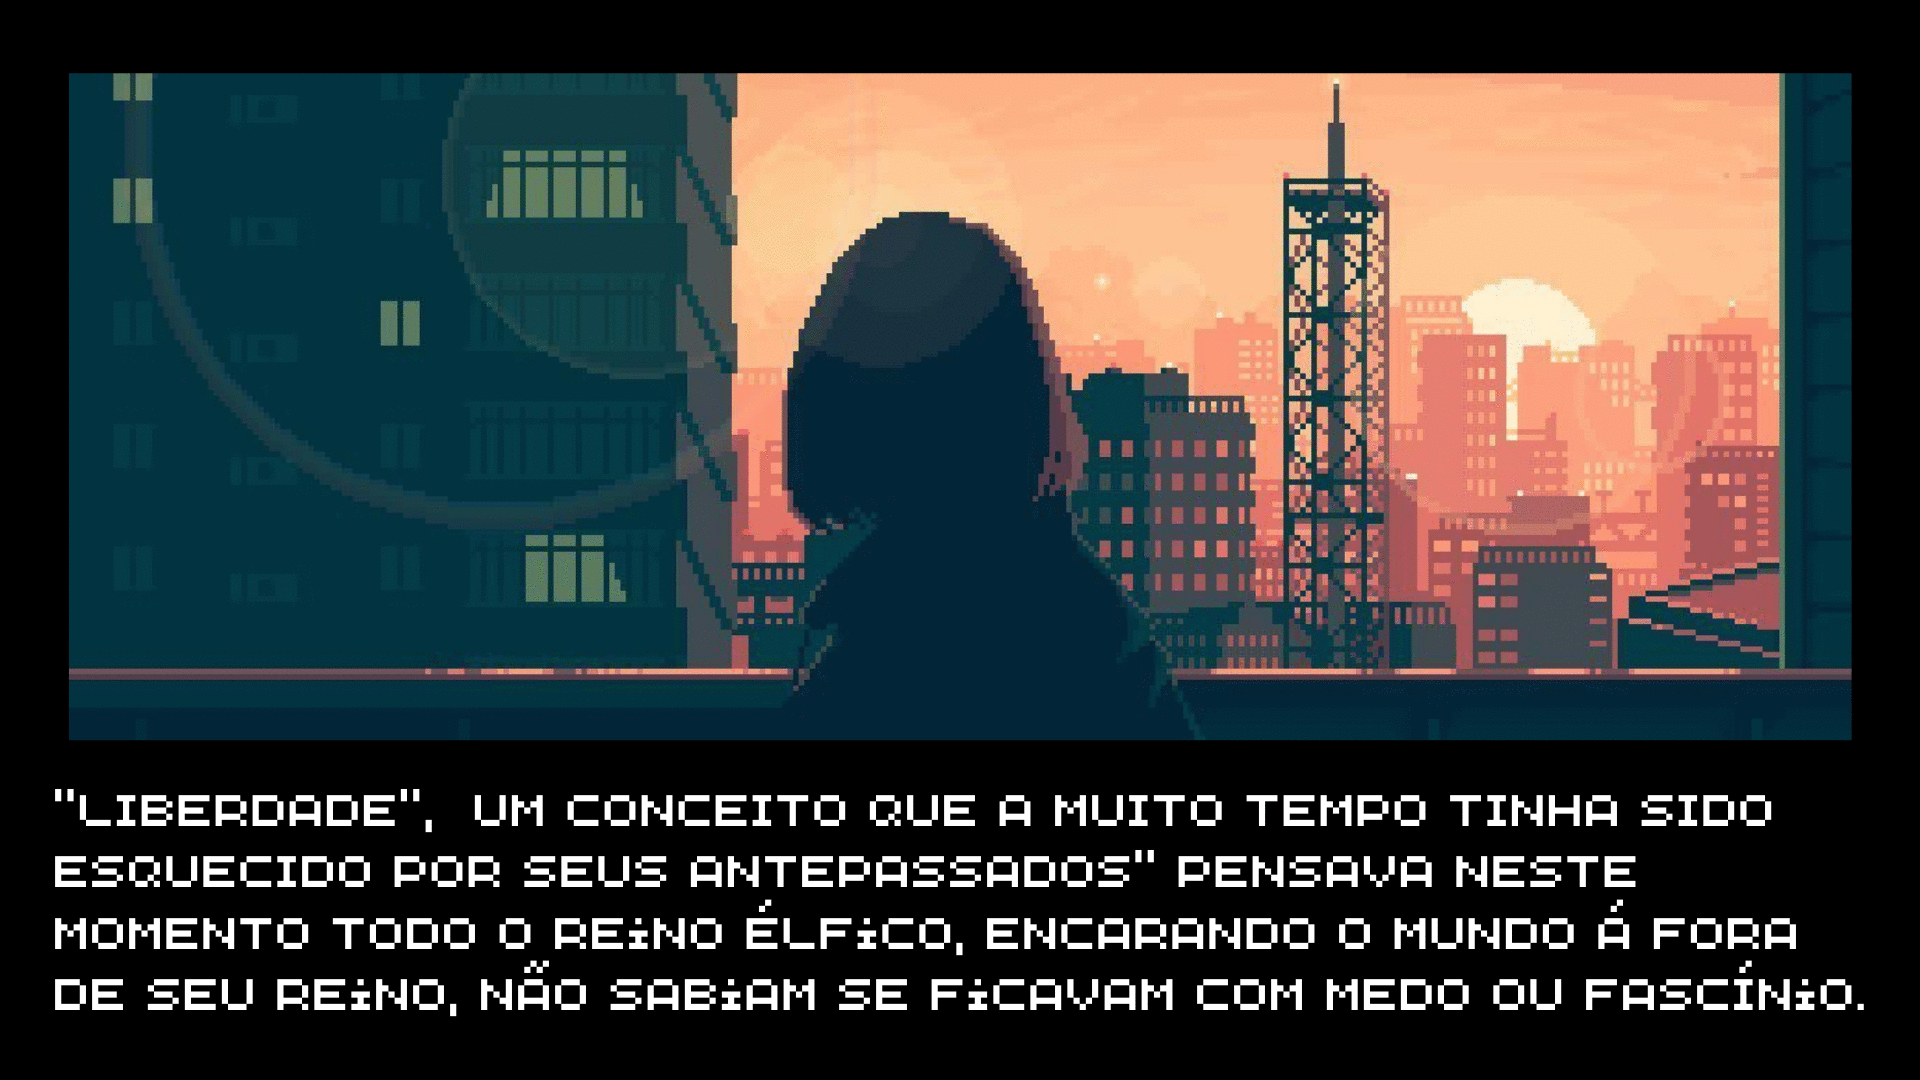 "LIBERDADE", UM CONCEITO QUE A MUITO TEMPO TINHA SIDO
ESQUECIDO POR SEUS ANTEPASSADOS" PENSAVA NESTE
MOMENTO TODO O REiNO ÉLFiCO, ENCARANDO O MUNDO Á FORA
DE SEU REiNO, NÃO SABiAM SE FiCAVAM COM MEDO OU FASCÍNiO.